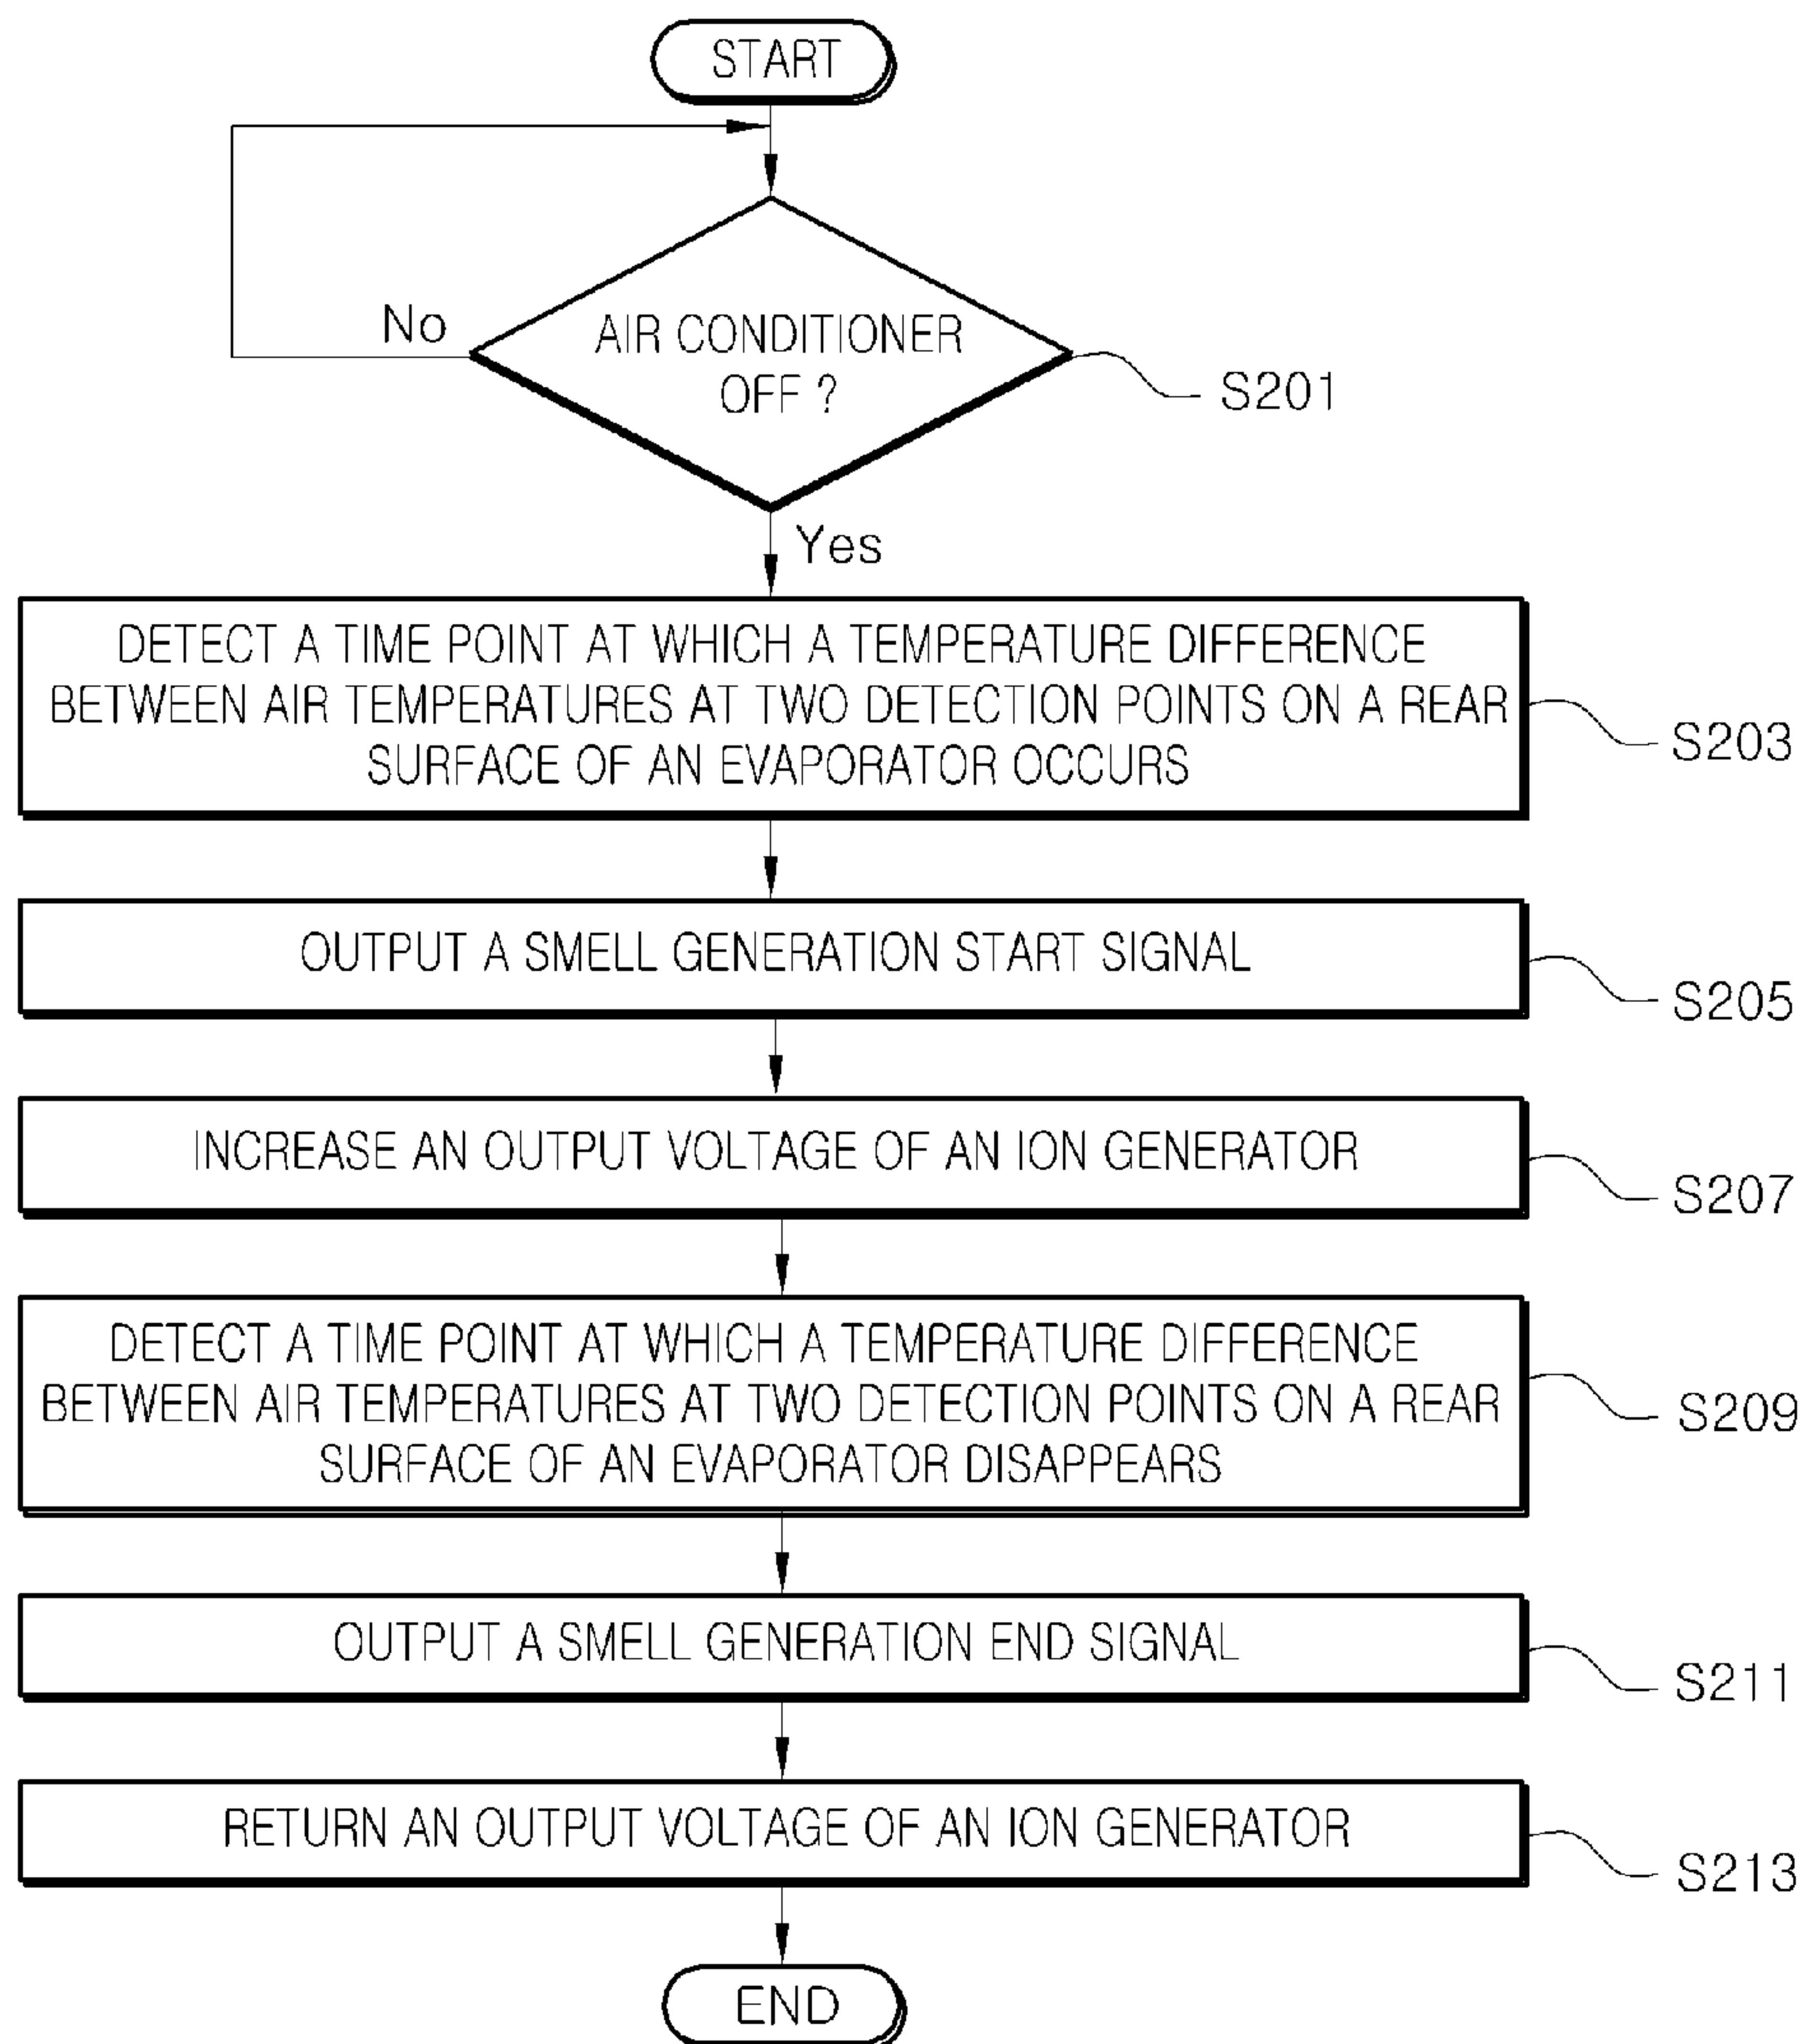 START
No
AIR CONDITIONER
OFF ?
S201
Yes
DETECT A TIME POINT AT WHICH A TEMPERATURE DIFFERENCE
BETWEEN AIR TEMPERATURES AT TWO DETECTION POINTS ON A REAR
SURFACE OF AN EVAPORATOR OCCURS
S203
OUTPUT A SMELL GENERATION START SIGNAL
S205
INCREASE AN OUTPUT VOLTAGE OF AN ION GENERATOR
S207
DETECT A TIME POINT AT WHICH A TEMPERATURE DIFFERENCE
BETWEEN AIR TEMPERATURES AT TWO DETECTION POINTS ON A REAR
SURFACE OF AN EVAPORATOR DISAPPEARS
S209
OUTPUT A SMELL GENERATION END SIGNAL
S211
RETURN AN OUTPUT VOLTAGE OF AN ION GENERATOR
S213
END